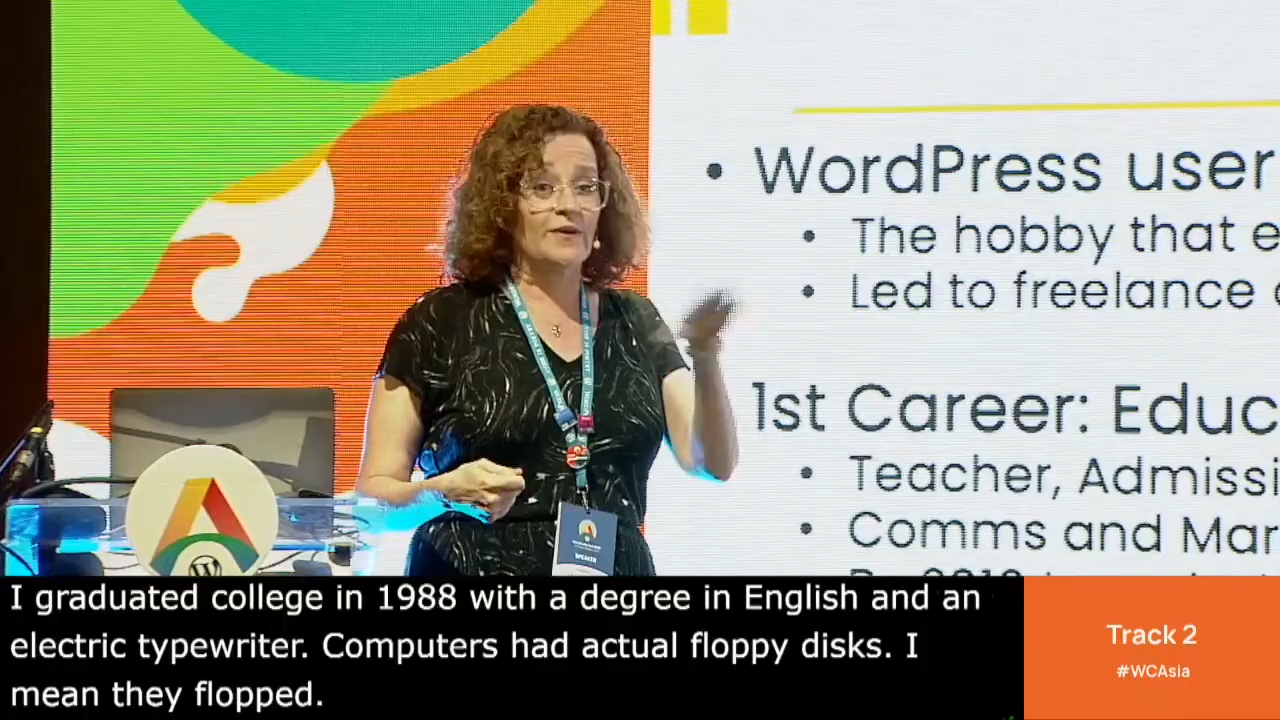 WordPress user
The hobby that e
Led to freelance
1st Career: Educ
Teacher, Admissi
Comms and Mar
I graduated college in 1988 with a degree in English and an
electric typewriter. Computers had actual floppy disks. I
mean they flopped.
Track 2
#WCAsia
SPEAKER